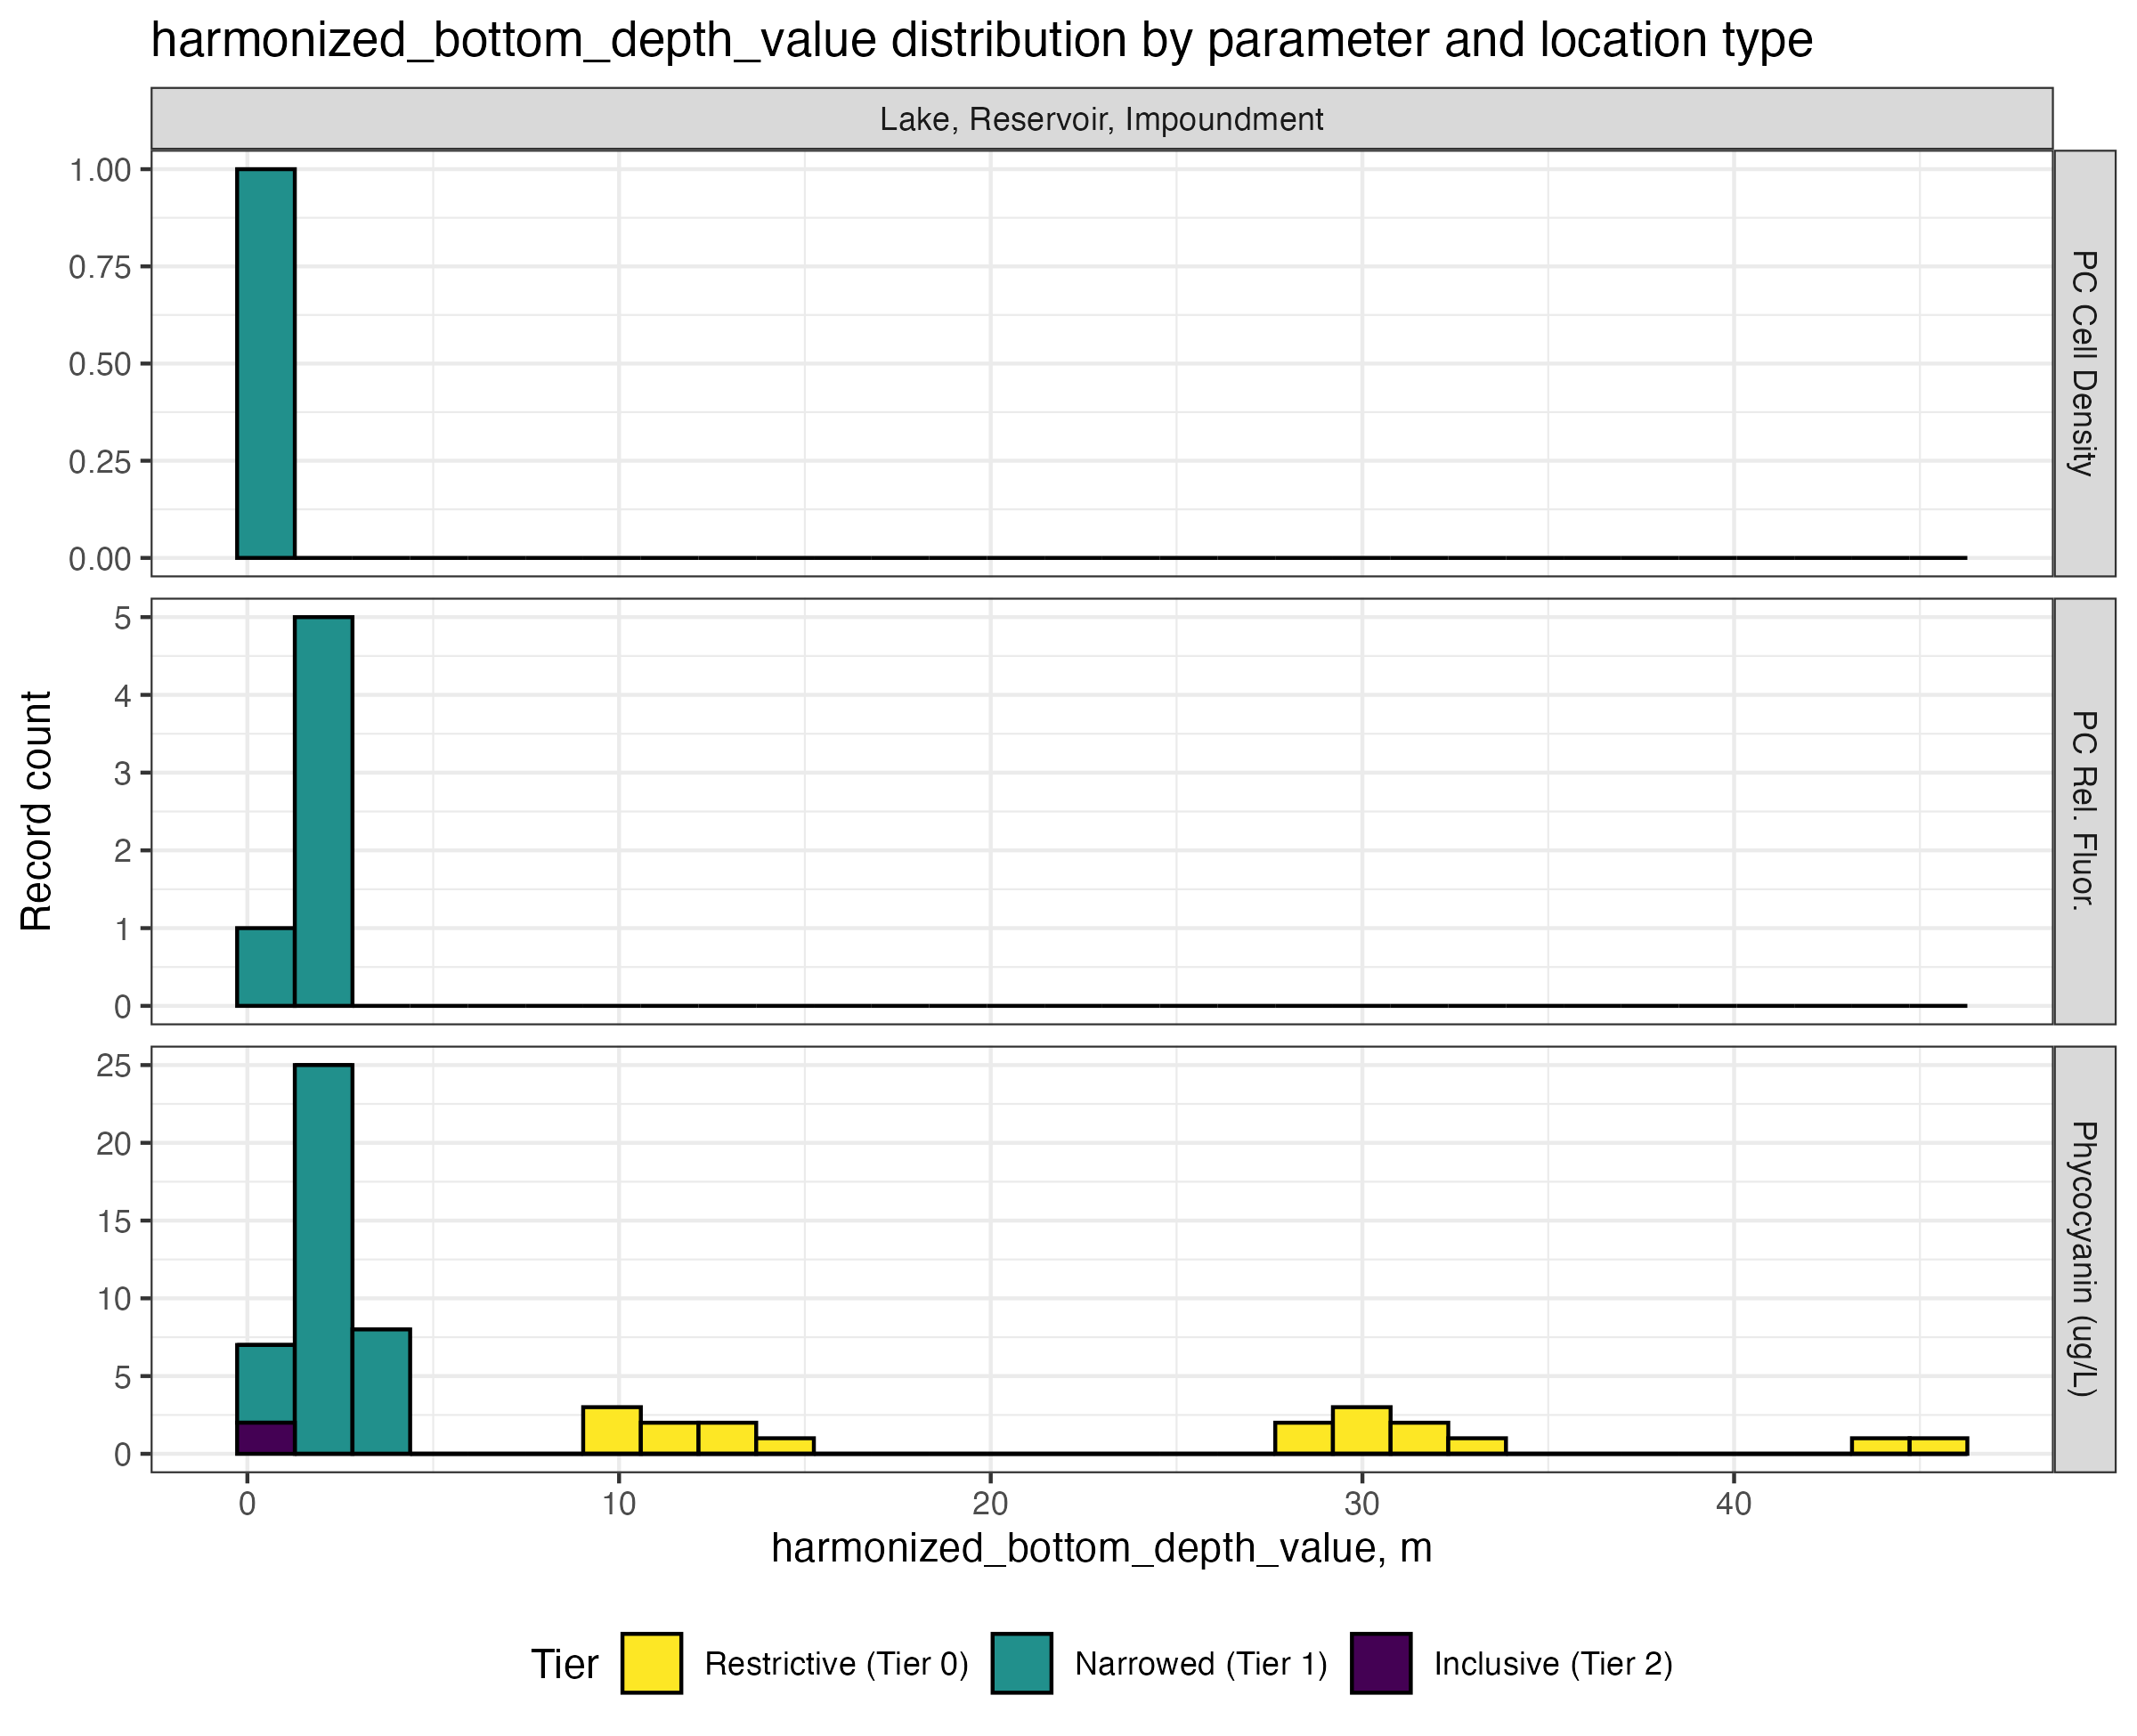 harmonized_bottom_depth_value distribution by parameter and location type
Lake, Reservoir, Impoundment
1.00
0.75
0.50
0.25
0.00
PC Cell Density
Record count
5
4
3
2
1
0
PC Rel. Fluor.
25
20
15
10
5
0
Phycocyanin (ug/L)
0 10 20 30 40
harmonized_bottom_depth_value, m
Tier Restrictive (Tier 0) Narrowed (Tier 1) Inclusive (Tier 2)